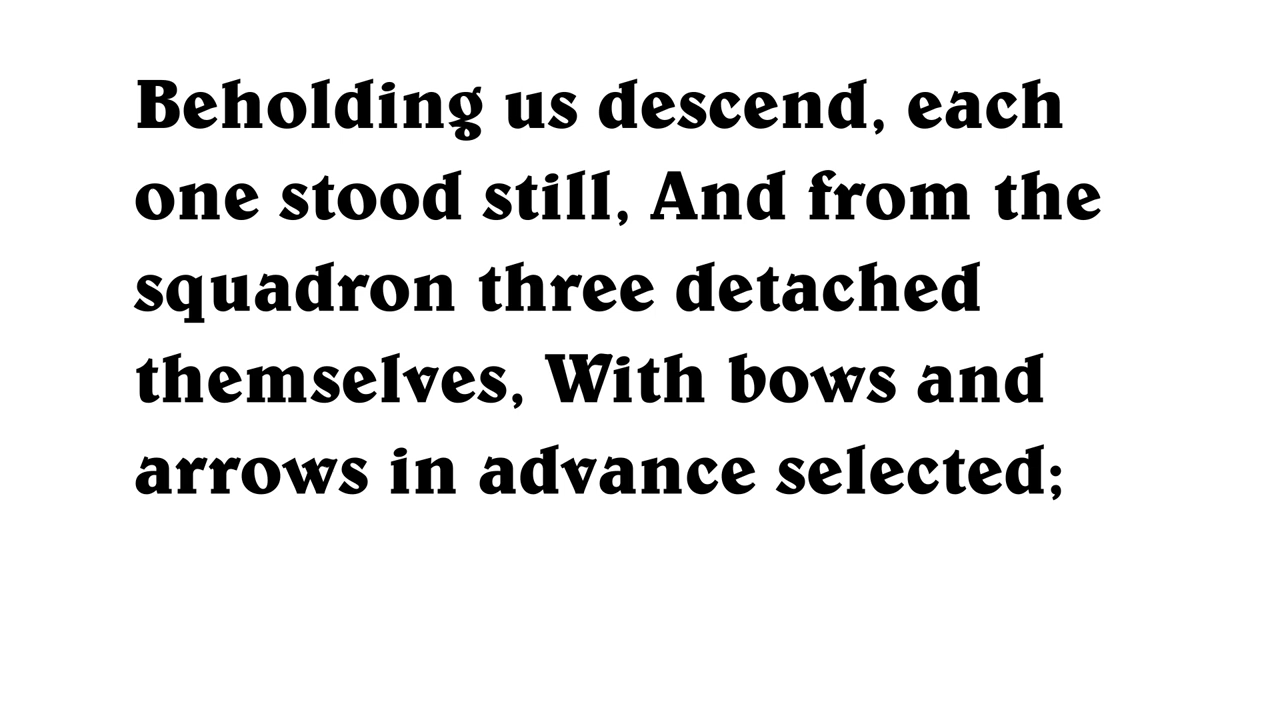 Beholding us descend, each
one stood still, And from the
squadron three detached
themselves, With bows and
arrows in advance selected;